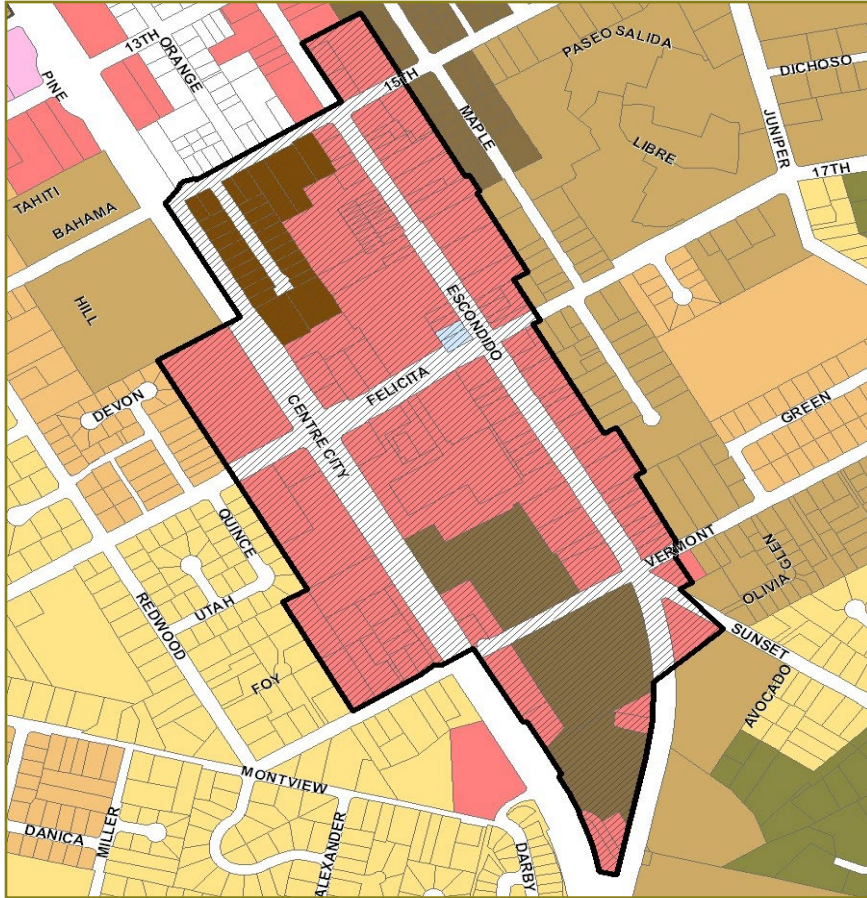 13TH
ORANGE
PINE
15TH
PASEO SALIDA
DICHOSO
MAPLE
JUNIPER
LIBRE
17TH
TAHITI
BAHAMA
HILL
ESCONDIDO
FELICITA
DEVON
CENTRE CITY
GREEN
QUINCE
VERMONT
GLEN
OLIVIA
UTAH
REDWOOD
SUNSET
FOY
AVOCADO
MONTVIEW
MILLER
DANICA
ALEXANDER
DARBY